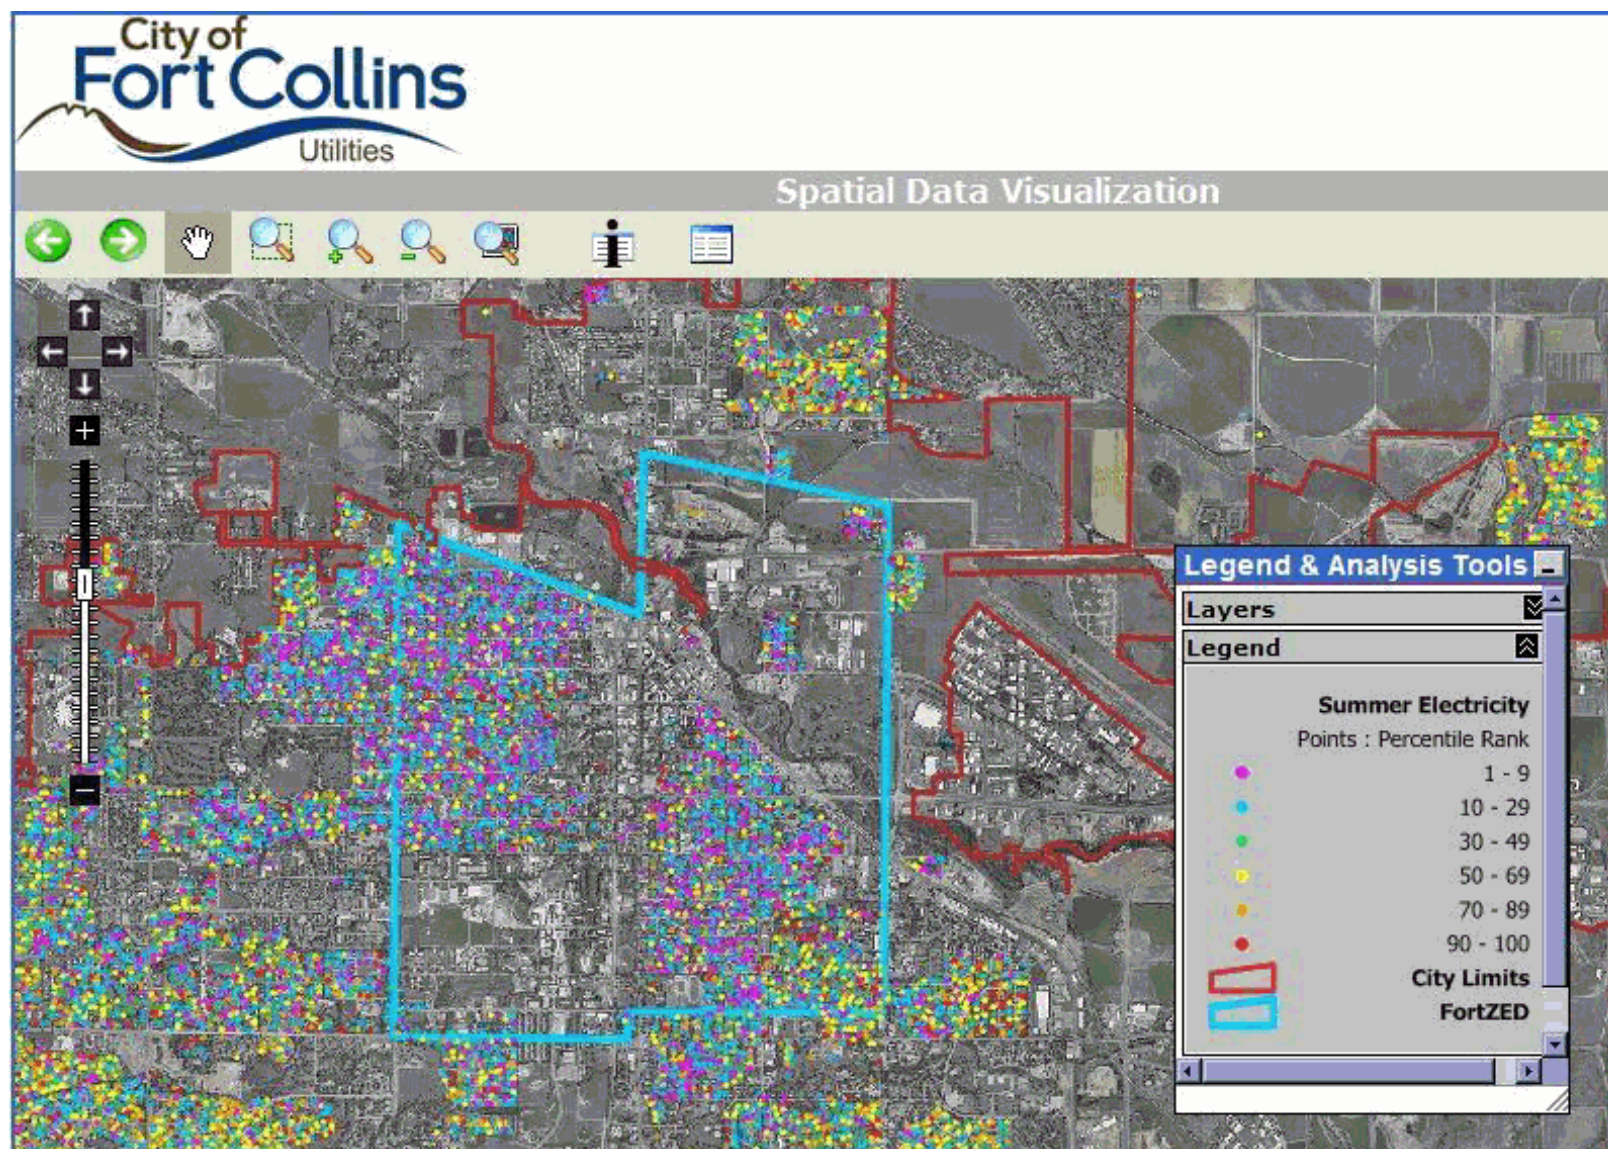 City of
Fort Collins
Utilities
Spatial Data Visualization
Legend & Analysis Tools
Layers
Legend
Summer Electricity
Points : Percentile Rank
1 - 9
10 - 29
30 - 49
50 - 69
70 - 89
90 - 100
City Limits
FortZED